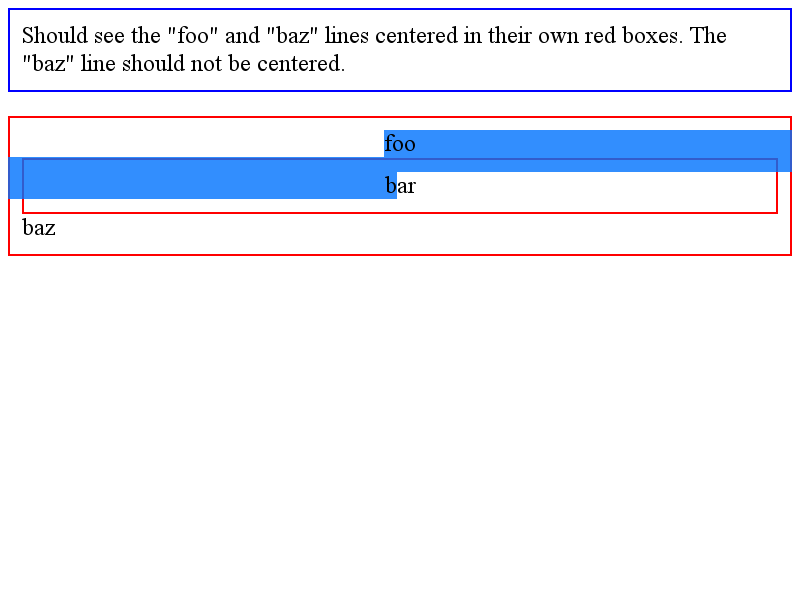 Should see the "foo" and "baz" lines centered in their own red boxes. The
"baz" line should not be centered.
foo
bar
baz